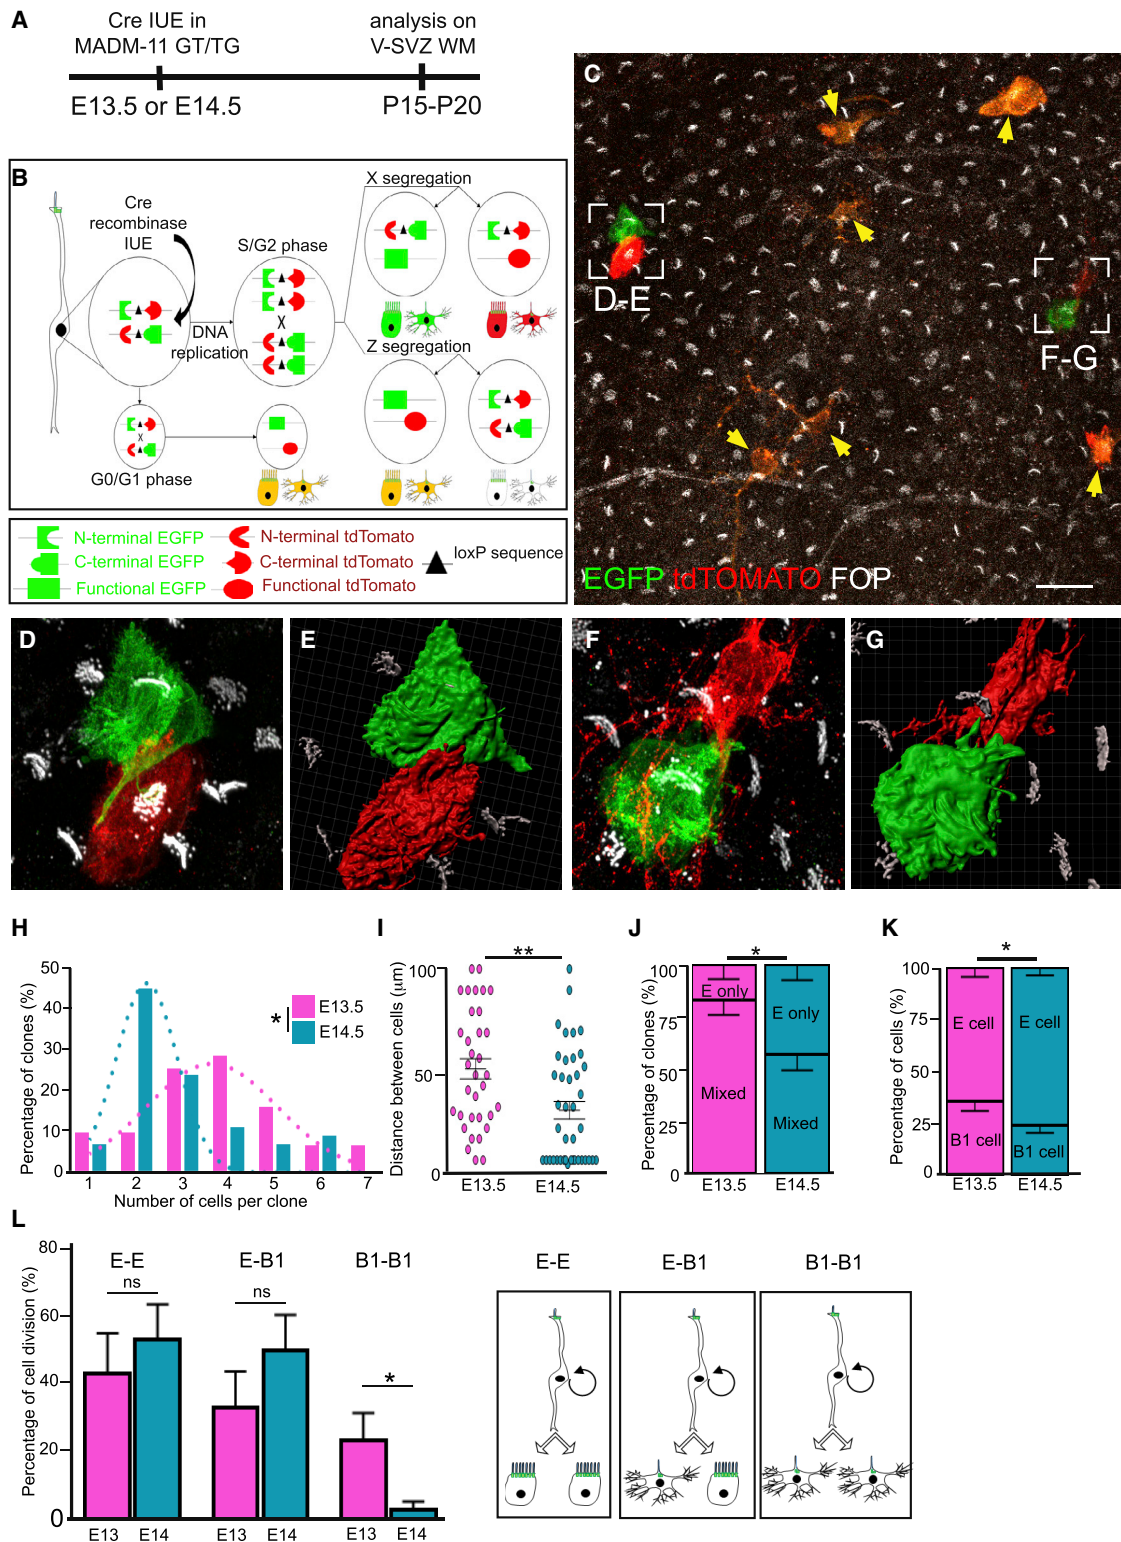 A
Cre IUE in
MADM-11 GT/TG
analysis on
V-SVZ WM
E13.5 or E14.5
P15-P20
B
Cre
recombinase
IUE
S/G2 phase
X segregation
DNA
replication
Z segregation
X
X
G0/G1 phase
N-terminal EGFP
N-terminal tdTomato
C-terminal EGFP
C-terminal tdTomato
loxP sequence
Functional EGFP
Functional tdTomato
C
D-E
F-G
EGFP tdTOMATO FOP
D
E
F
G
H
Percentage of clones (%)
50
40
30
20
10
0
1 2 3 4 5 6 7
Number of cells per clone
*
E13.5
E14.5
I
Distance between cells (μm)
100
50
0
**
E13.5
E14.5
J
Percentage of clones (%)
100
75
50
25
0
*
E only
E only
Mixed
Mixed
E13.5 E14.5
K
Percentage of cells (%)
100
75
50
25
0
*
E cell
E cell
B1 cell
B1 cell
E13.5 E14.5
L
Percentage of cell division (%)
80
60
40
20
0
E-E
E-B1
B1-B1
ns
ns
*
E13 E14
E13 E14
E13 E14
E-E
E-B1
B1-B1